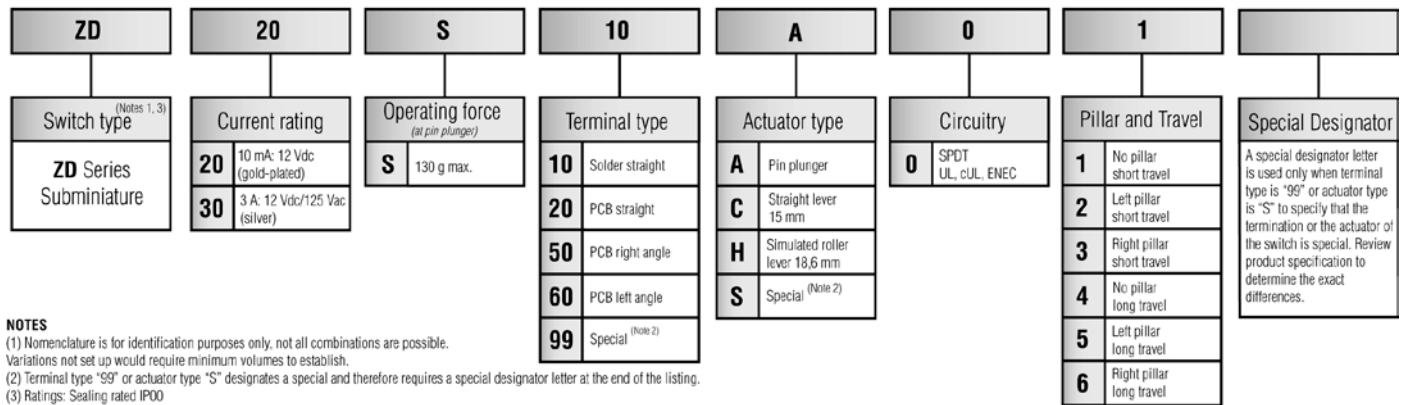 ZD 20 S 10 A 0 1
Switch type (Notes 1, 3)
ZD Series
Subminiature
Current rating
20 10 mA: 12 Vdc
(gold-plated)
30 3 A: 12 Vdc/125 Vac
(silver)
Operating force
(at pin plunger)
S 130 g max.
Terminal type
10 Solder straight
20 PCB straight
50 PCB right angle
60 PCB left angle
99 Special (Note 2)
Actuator type
A Pin plunger
C Straight lever
15 mm
H Simulated roller
lever 18,6 mm
S Special (Note 2)
Circuitry
0 SPDT
UL, cUL, ENEC
Pillar and Travel
1 No pillar
short travel
2 Left pillar
short travel
3 Right pillar
short travel
4 No pillar
long travel
5 Left pillar
long travel
6 Right pillar
long travel
Special Designator
A special designator letter
is used only when terminal
type is "99" or actuator type
is "S" to specify that the
termination or the actuator of
the switch is special. Review
product specification to
determine the exact
differences.
NOTES
(1) Nomenclature is for identification purposes only, not all combinations are possible.
Variations not set up would require minimum volumes to establish.
(2) Terminal type "99" or actuator type "S" designates a special and therefore requires a special designator letter at the end of the listing.
(3) Ratings: Sealing rated IP00